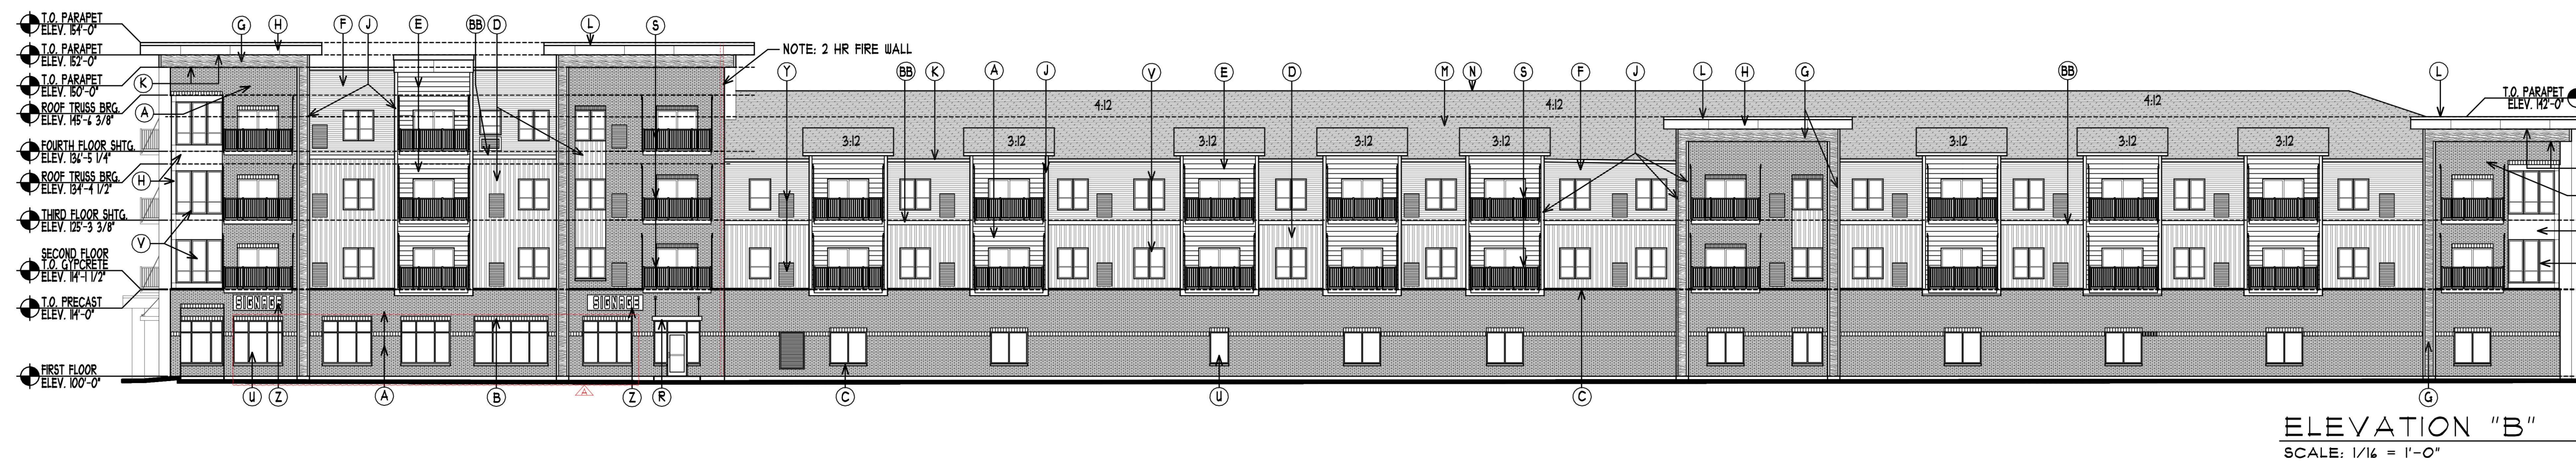 T.O. PARAPET
ELEV. 154'-0"
T.O. PARAPET
ELEV. 152'-0"
T.O. PARAPET
ELEV. 150'-0"
ROOF TRUSS BRG.
ELEV. 145'-6 3/8"
FOURTH FLOOR SHTG.
ELEV. 136'-5 1/4"
ROOF TRUSS BRG.
ELEV. 134'-4 1/2"
THIRD FLOOR SHTG.
ELEV. 125'-3 3/8"
SECOND FLOOR
T.O. GYPCRETE
ELEV. 114'-1 1/2"
T.O. PRECAST
ELEV. 114'-0"
FIRST FLOOR
ELEV. 100'-0"
G H F J E BB D L S
NOTE: 2 HR FIRE WALL
Y BB K A J V E D M N S F J L H G BB L
K
A
H
V
T.O. PARAPET
ELEV. 142'-0"
4:12 4:12 4:12
3:12 3:12 3:12 3:12 3:12 3:12 3:12 3:12
SIGNAGE SIGNAGE
U Z A B A Z R C U C G
ELEVATION "B"
SCALE: 1/16 = 1'-0"